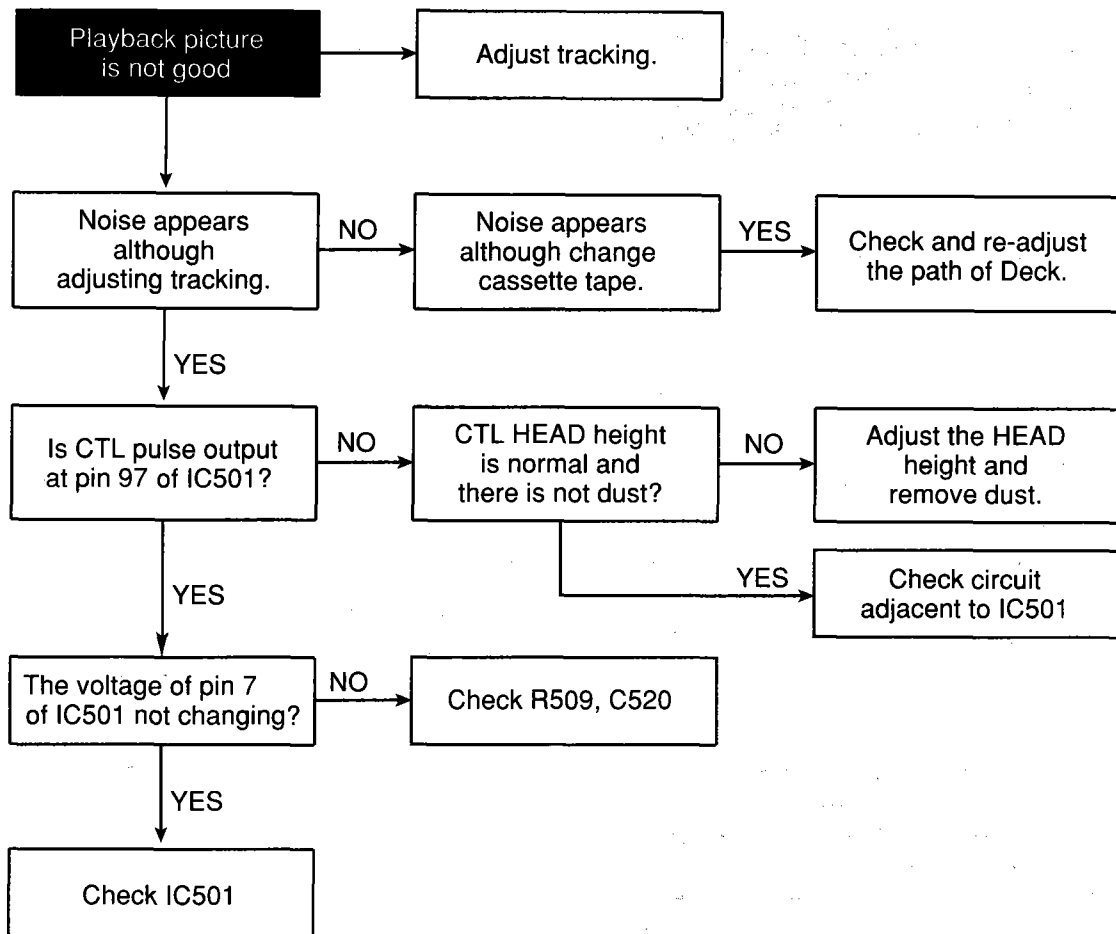 Playback picture
is not good
Adjust tracking.
Noise appears
although
adjusting tracking.
NO
Noise appears
although change
cassette tape.
YES
Check and re-adjust
the path of Deck.
YES
Is CTL pulse output
at pin 97 of IC501?
NO
CTL HEAD height
is normal and
there is not dust?
NO
Adjust the HEAD
height and
remove dust.
YES
Check circuit
adjacent to IC501
YES
The voltage of pin 7
of IC501 not changing?
NO
Check R509, C520
YES
Check IC501